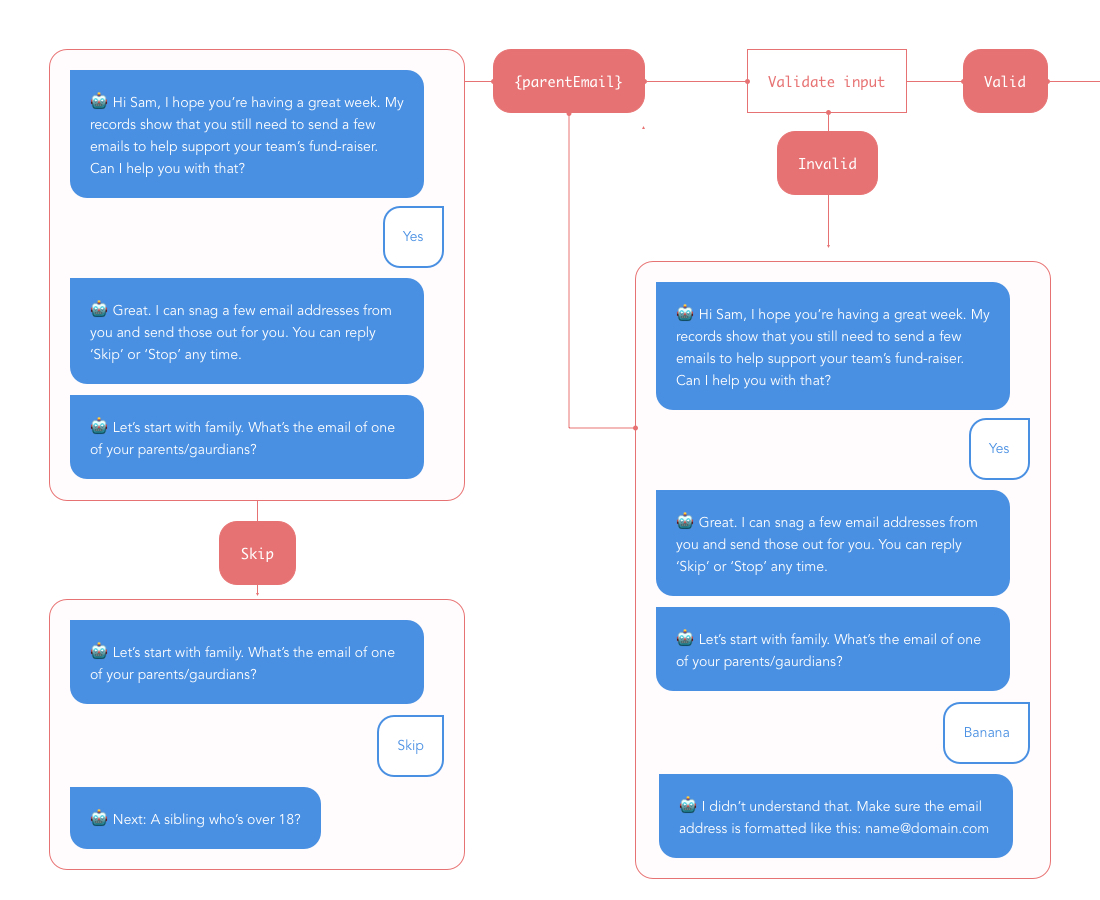 🤖 Hi Sam, I hope you’re having a great week. My
records show that you still need to send a few
emails to help support your team’s fund-raiser.
Can I help you with that?
Yes
🤖 Great. I can snag a few email addresses from
you and send those out for you. You can reply
‘Skip’ or ‘Stop’ any time.
🤖 Let’s start with family. What’s the email of one
of your parents/gaurdians?
Skip
🤖 Let’s start with family. What’s the email of one
of your parents/gaurdians?
Skip
🤖 Next: A sibling who’s over 18?
{parentEmail}
Validate input
Valid
Invalid
🤖 Hi Sam, I hope you’re having a great week. My
records show that you still need to send a few
emails to help support your team’s fund-raiser.
Can I help you with that?
Yes
🤖 Great. I can snag a few email addresses from
you and send those out for you. You can reply
‘Skip’ or ‘Stop’ any time.
🤖 Let’s start with family. What’s the email of one
of your parents/gaurdians?
Banana
🤖 I didn’t understand that. Make sure the email
address is formatted like this: name@domain.com